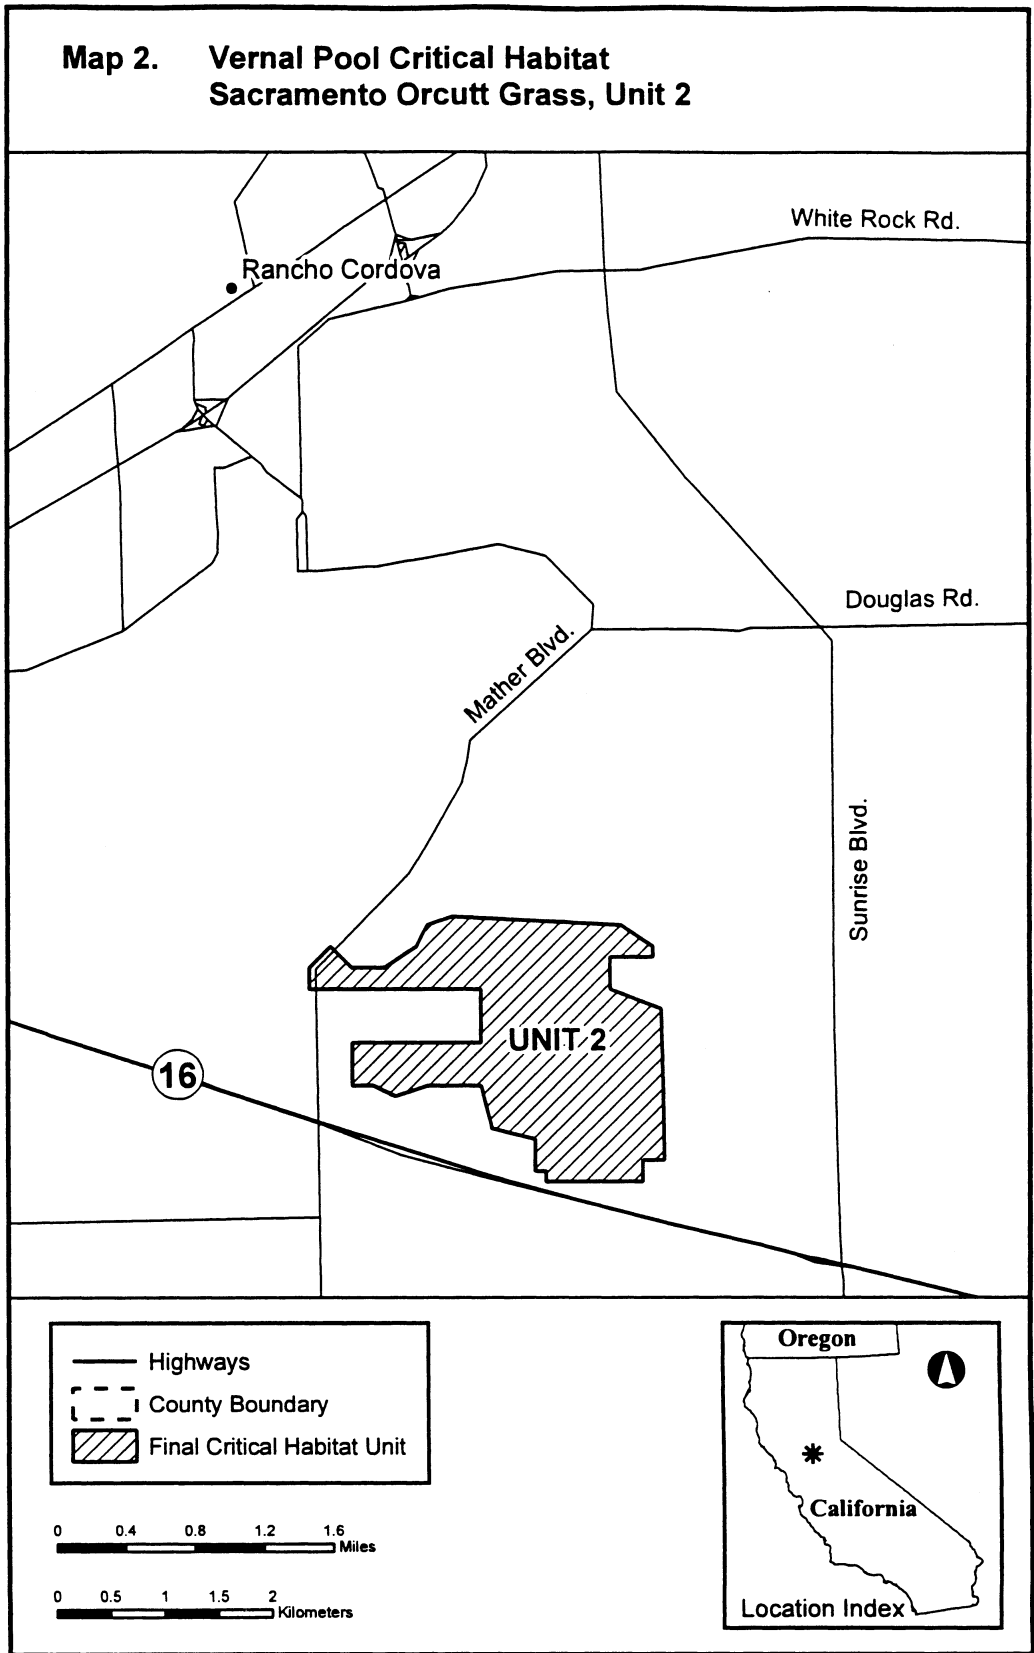 Map 2. Vernal Pool Critical Habitat
Sacramento Orcutt Grass, Unit 2
White Rock Rd.
Rancho Cordova
Douglas Rd.
Mather Blvd.
Sunrise Blvd.
UNIT 2
16
Highways
County Boundary
Final Critical Habitat Unit
0 0.4 0.8 1.2 1.6
Miles
0 0.5 1 1.5 2
Kilometers
Oregon
California
Location Index